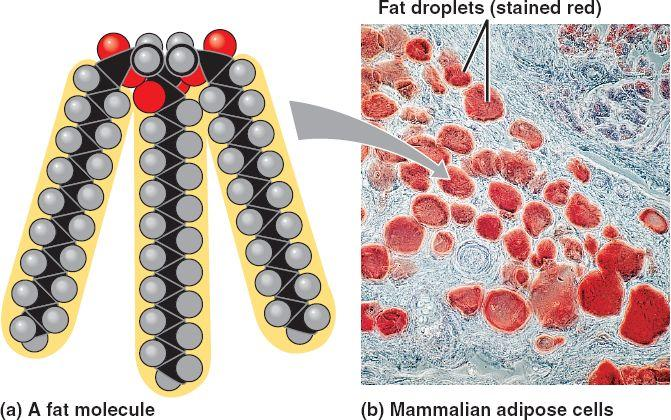 Fat droplets (stained red)
(a) A fat molecule
(b) Mammalian adipose cells